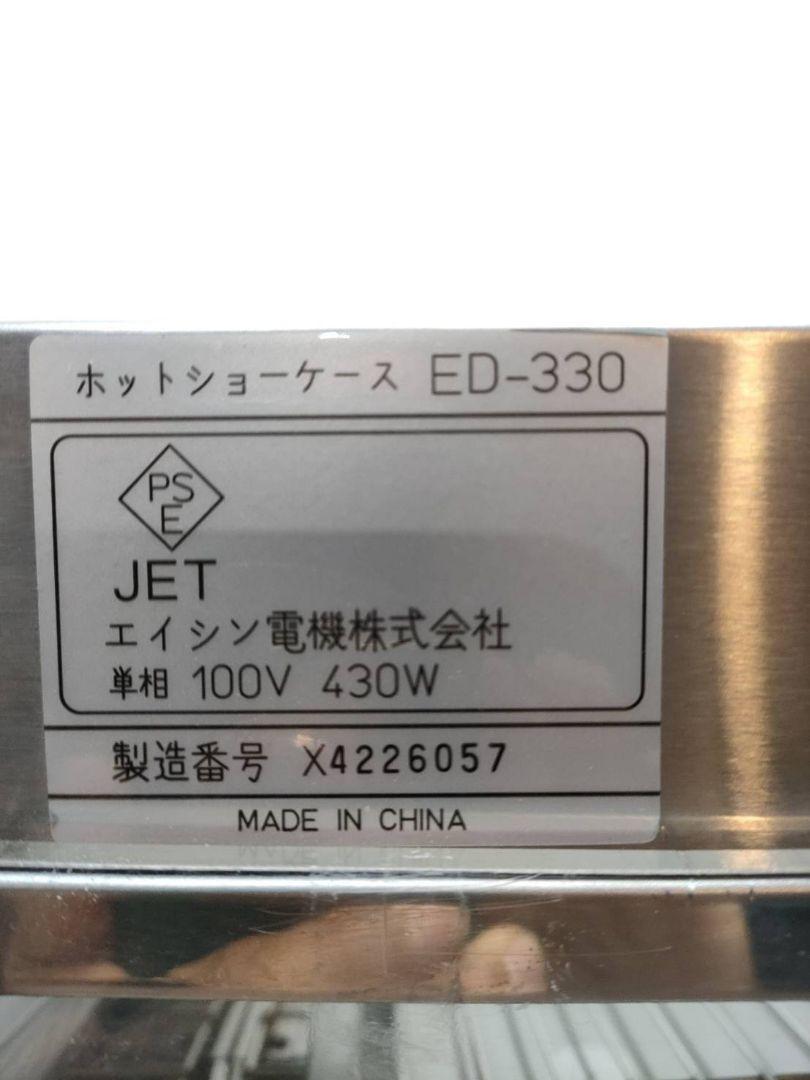 ホットショーケース ED-330
PS
E
JET
エイシン電機株式会社
単相 100V 430W
製造番号 X4226057
MADE IN CHINA